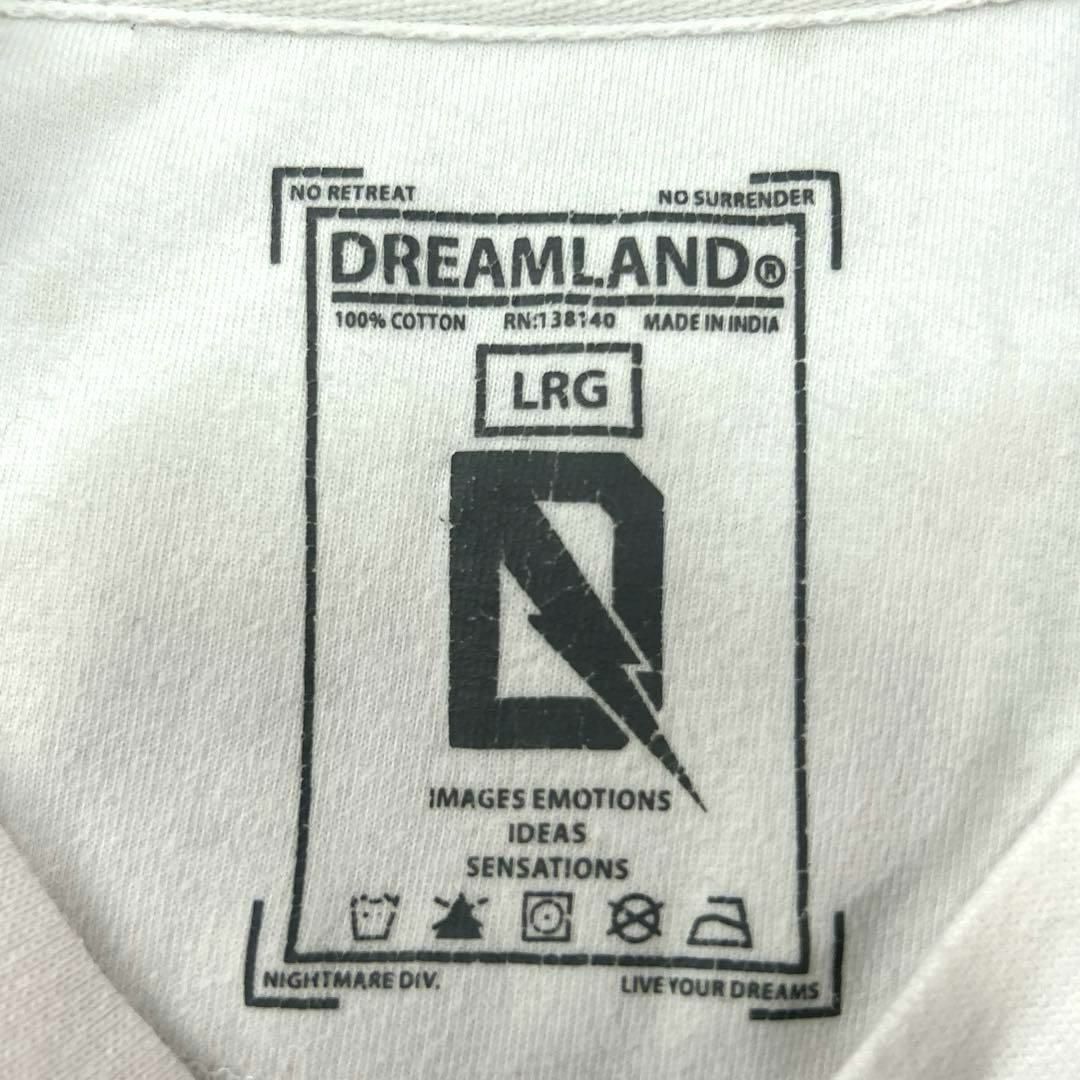 NO RETREAT NO SURRENDER
DREAMLAND®
100% COTTON RN:138140 MADE IN INDIA
LRG
D
IMAGES EMOTIONS
IDEAS
SENSATIONS
NIGHTMARE DIV. LIVE YOUR DREAMS